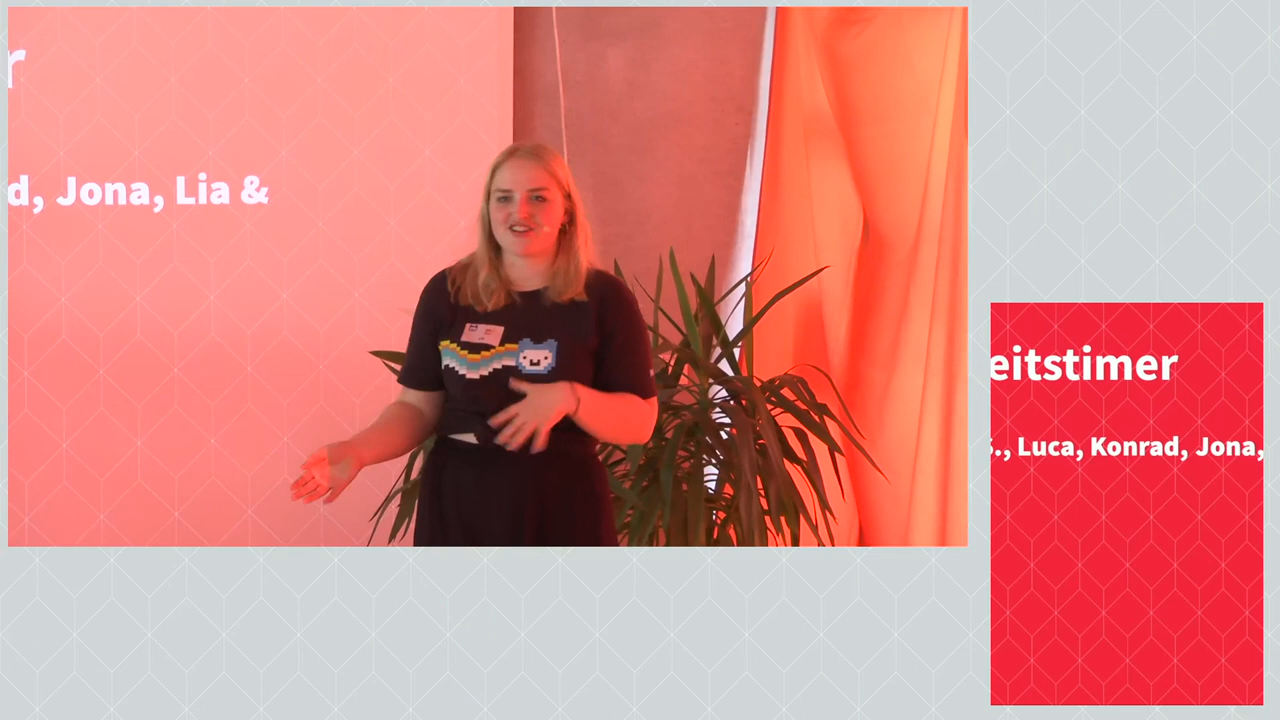 r
d, Jona, Lia &
eitstimer
S., Luca, Konrad, Jona,